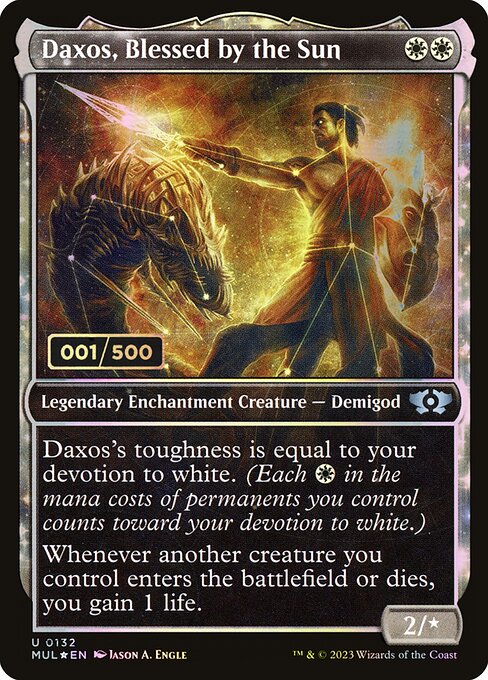 Daxos, Blessed by the Sun
001/500
Legendary Enchantment Creature — Demigod
Daxos's toughness is equal to your
devotion to white. (Each in the
mana costs of permanents you control
counts toward your devotion to white.)
Whenever another creature you
control enters the battlefield or dies,
you gain 1 life.
2/*
U 0132
MUL★EN Jason A. Engle
™ & © 2023 Wizards of the Coast